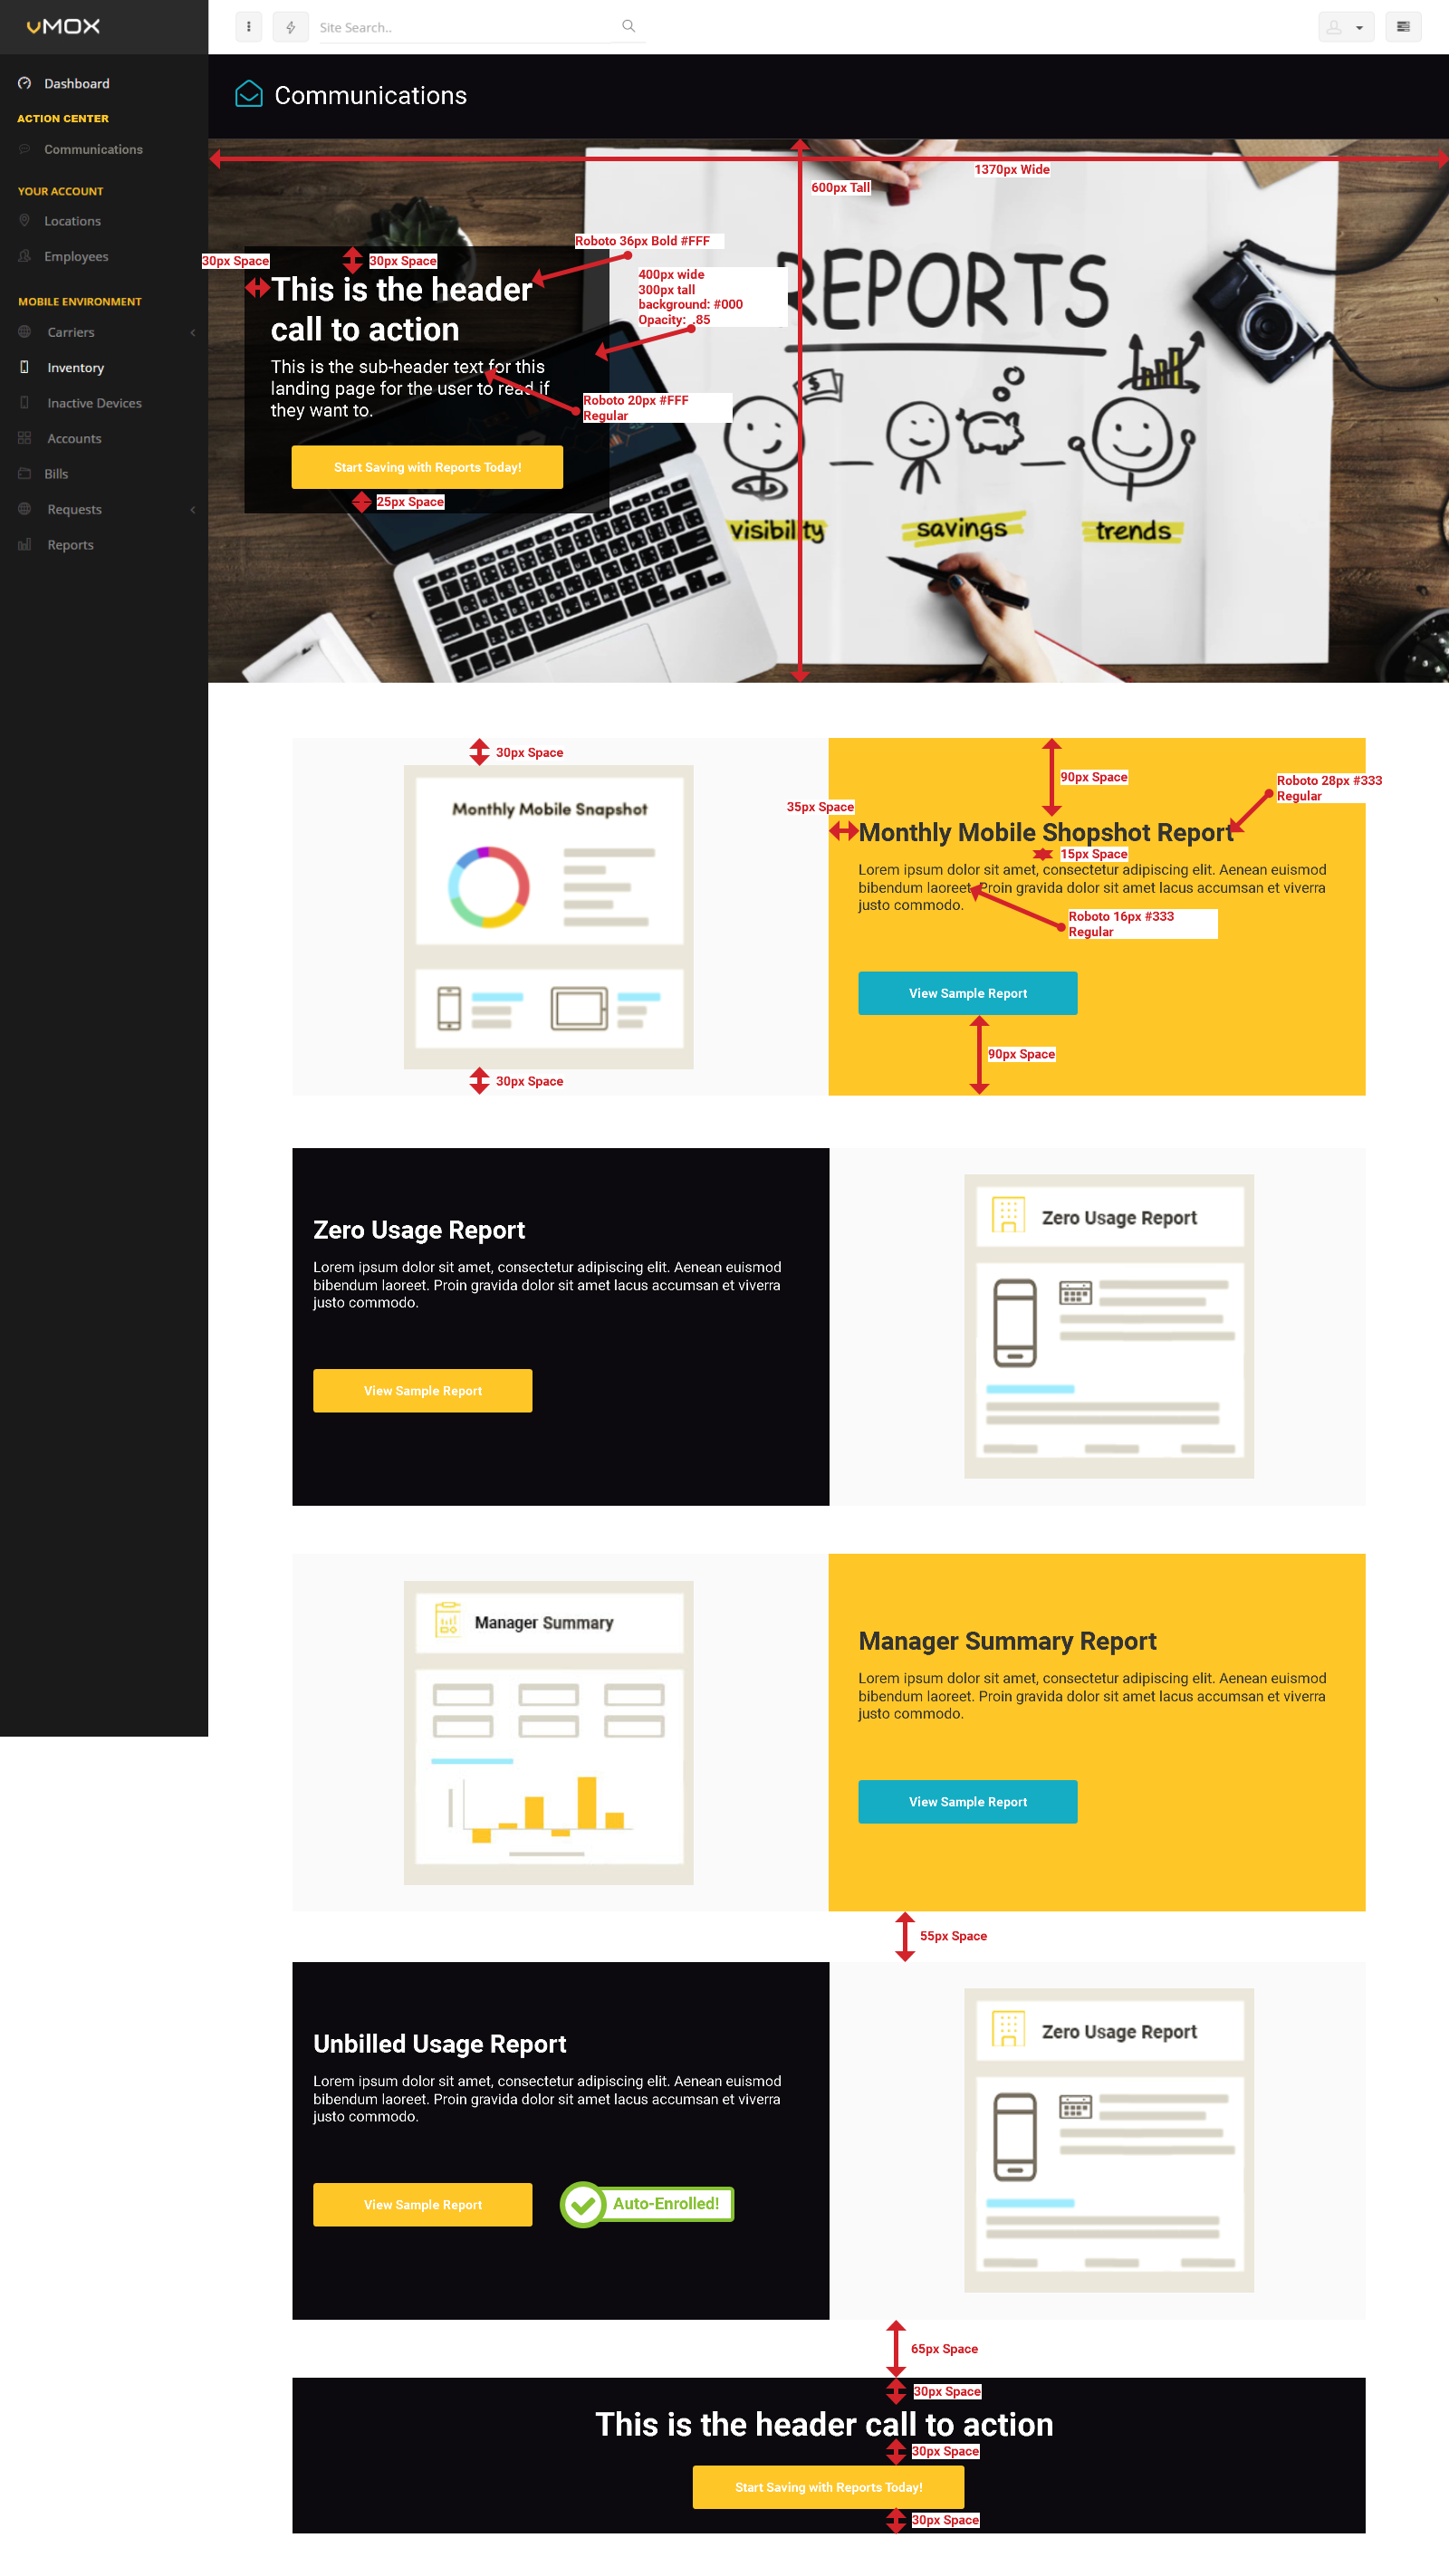 vMOX
Site Search..
Dashboard
ACTION CENTER
Communications
YOUR ACCOUNT
Locations
Employees
MOBILE ENVIRONMENT
Carriers
Inventory
Inactive Devices
Accounts
Bills
Requests
Reports
Communications
1370px Wide
600px Tall
REPORTS
visibility
savings
trends
Roboto 36px Bold #FFF
30px Space
30px Space
400px wide
300px tall
background: #000
Opacity: .85
This is the header
call to action
This is the sub-header text for this
landing page for the user to read if
they want to.
Roboto 20px #FFF
Regular
Start Saving with Reports Today!
25px Space
30px Space
Monthly Mobile Snapshot
30px Space
90px Space
Roboto 28px #333
Regular
35px Space
Monthly Mobile Shopshot Report
15px Space
Lorem ipsum dolor sit amet, consectetur adipiscing elit. Aenean euismod
bibendum laoreet. Proin gravida dolor sit amet lacus accumsan et viverra
justo commodo.
Roboto 16px #333
Regular
View Sample Report
90px Space
Zero Usage Report
Lorem ipsum dolor sit amet, consectetur adipiscing elit. Aenean euismod
bibendum laoreet. Proin gravida dolor sit amet lacus accumsan et viverra
justo commodo.
View Sample Report
Zero Usage Report
Manager Summary
Manager Summary Report
Lorem ipsum dolor sit amet, consectetur adipiscing elit. Aenean euismod
bibendum laoreet. Proin gravida dolor sit amet lacus accumsan et viverra
justo commodo.
View Sample Report
55px Space
Unbilled Usage Report
Lorem ipsum dolor sit amet, consectetur adipiscing elit. Aenean euismod
bibendum laoreet. Proin gravida dolor sit amet lacus accumsan et viverra
justo commodo.
View Sample Report
Auto-Enrolled!
Zero Usage Report
65px Space
30px Space
This is the header call to action
30px Space
Start Saving with Reports Today!
30px Space